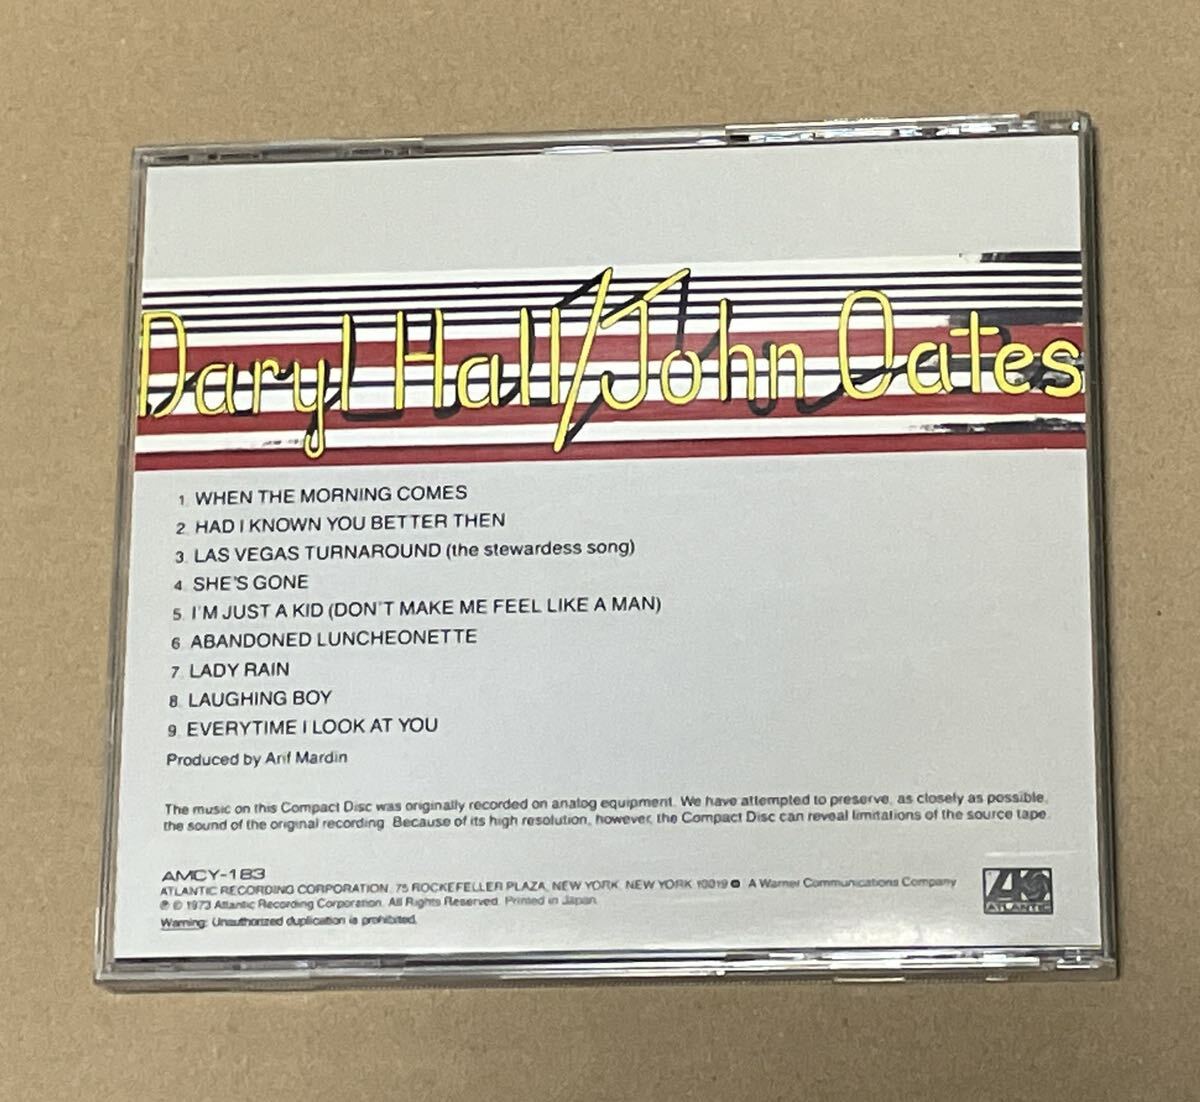 Daryl Hall/John Oates
1. WHEN THE MORNING COMES
2. HAD I KNOWN YOU BETTER THEN
3. LAS VEGAS TURNAROUND (the stewardess song)
4. SHE'S GONE
5. I'M JUST A KID (DON'T MAKE ME FEEL LIKE A MAN)
6. ABANDONED LUNCHEONETTE
7. LADY RAIN
8. LAUGHING BOY
9. EVERYTIME I LOOK AT YOU
Produced by Arif Mardin
The music on this Compact Disc was originally recorded on analog equipment. We have attempted to preserve, as closely as possible,
the sound of the original recording. Because of its high resolution, however, the Compact Disc can reveal limitations of the source tape.
AMCY-183
ATLANTIC RECORDING CORPORATION, 75 ROCKEFELLER PLAZA, NEW YORK, NEW YORK 10019 A Warner Communications Company
℗ © 1973 Atlantic Recording Corporation. All Rights Reserved. Printed in Japan.
Warning: Unauthorized duplication is prohibited.
ATLANTIC